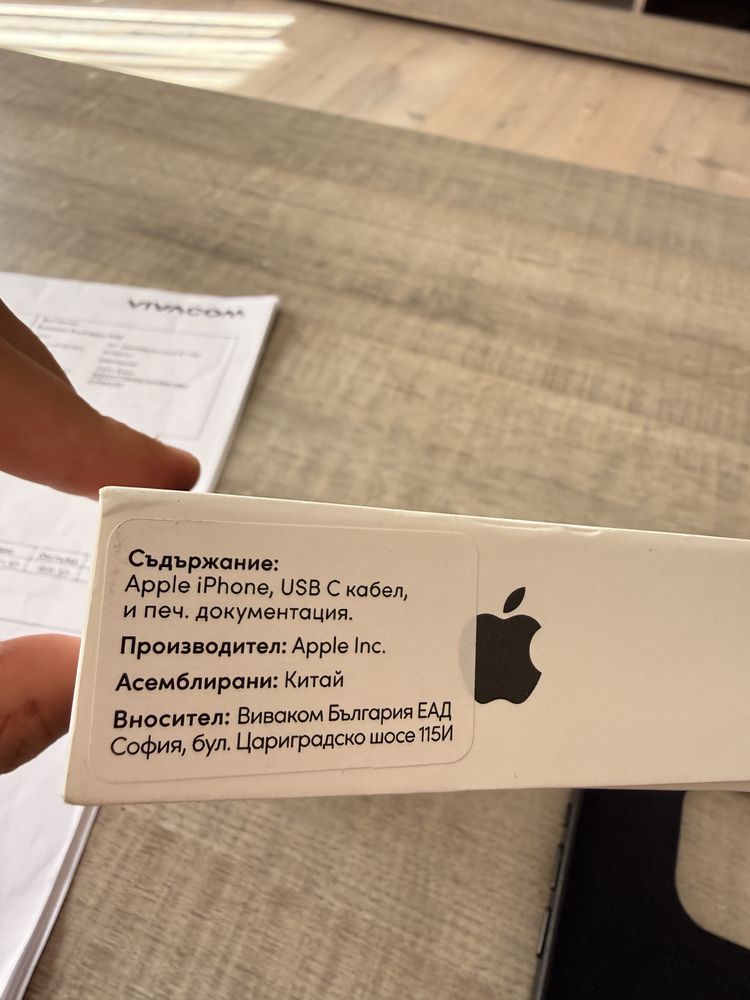 VIVACOM
Съдържание:
Apple iPhone, USB C кабел,
и печ. документация.
Производител: Apple Inc.
Асемблирани: Китай
Вносител: Виваком България ЕАД
София, бул. Цариградско шосе 115И